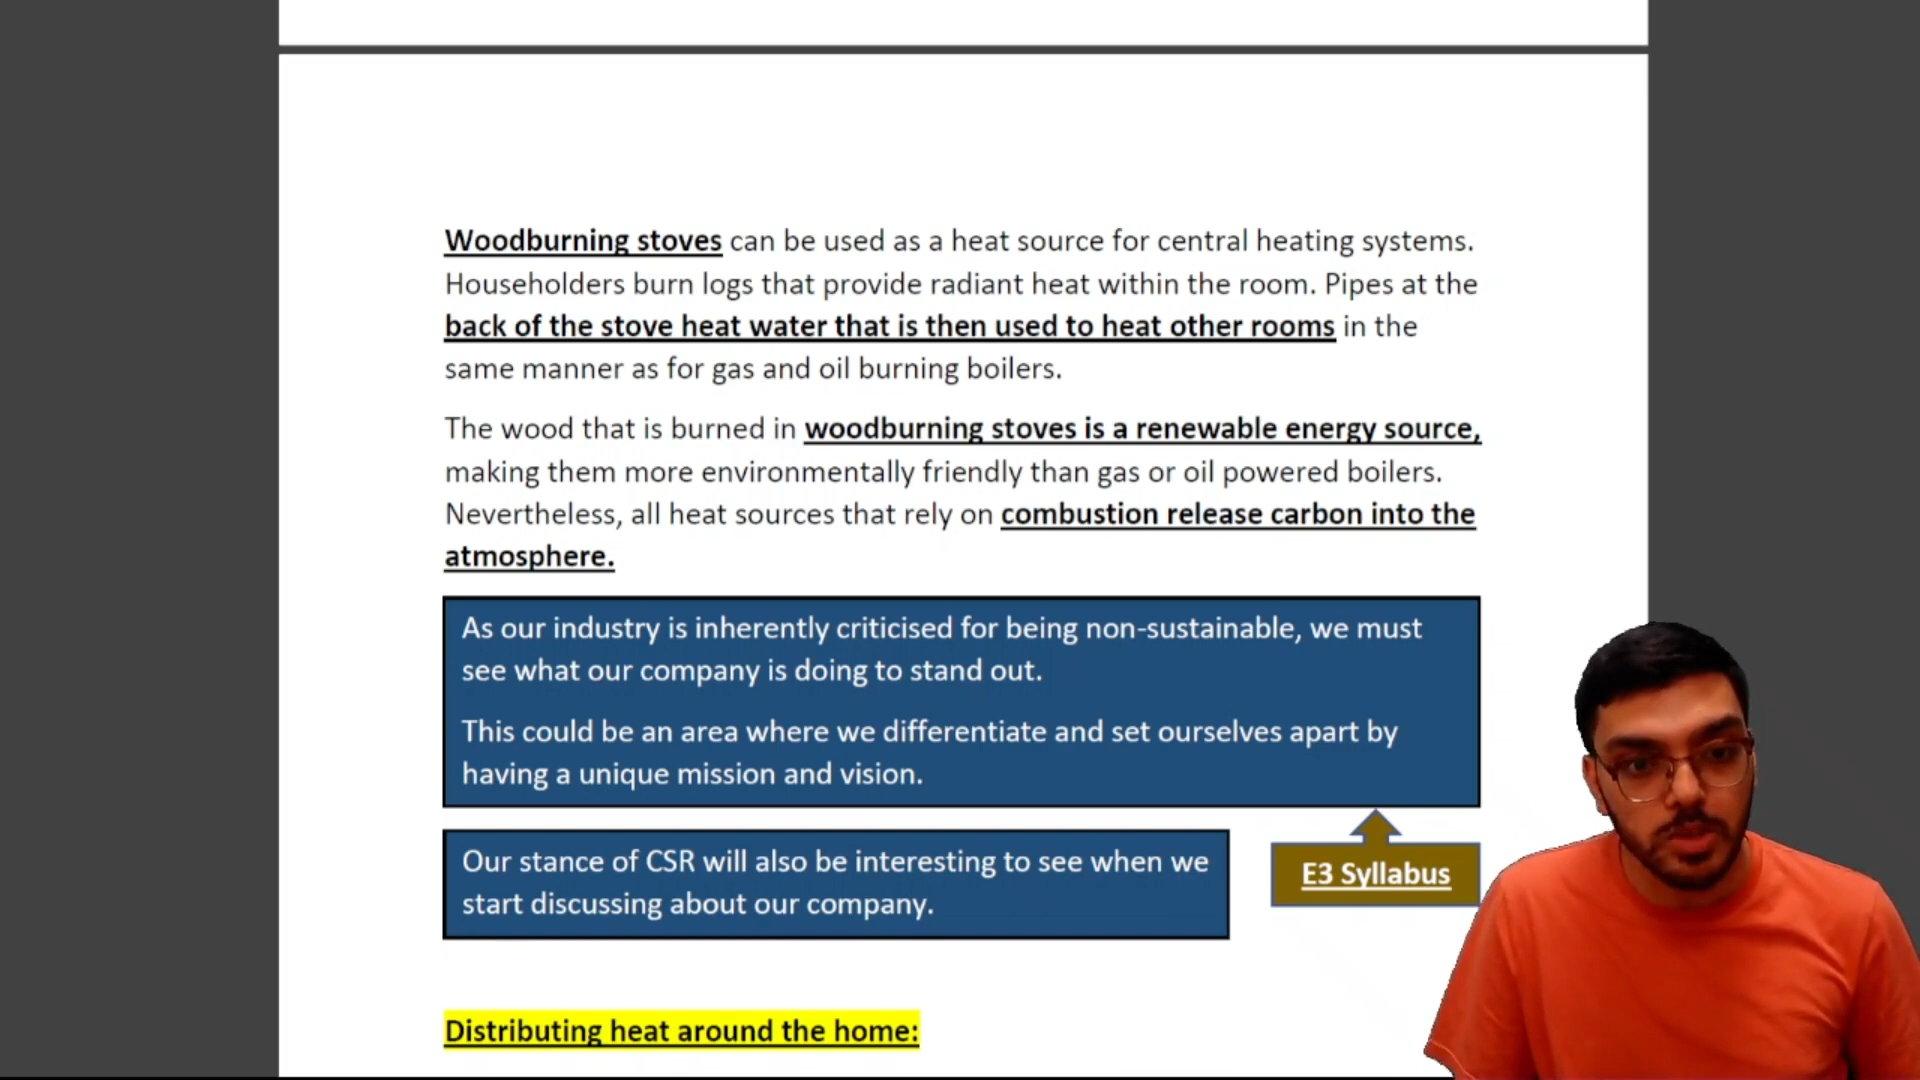 Woodburning stoves can be used as a heat source for central heating systems.
Householders burn logs that provide radiant heat within the room. Pipes at the
back of the stove heat water that is then used to heat other rooms in the
same manner as for gas and oil burning boilers.
The wood that is burned in woodburning stoves is a renewable energy source,
making them more environmentally friendly than gas or oil powered boilers.
Nevertheless, all heat sources that rely on combustion release carbon into the
atmosphere.
As our industry is inherently criticised for being non-sustainable, we must
see what our company is doing to stand out.
This could be an area where we differentiate and set ourselves apart by
having a unique mission and vision.
Our stance of CSR will also be interesting to see when we
start discussing about our company.
E3 Syllabus
Distributing heat around the home: